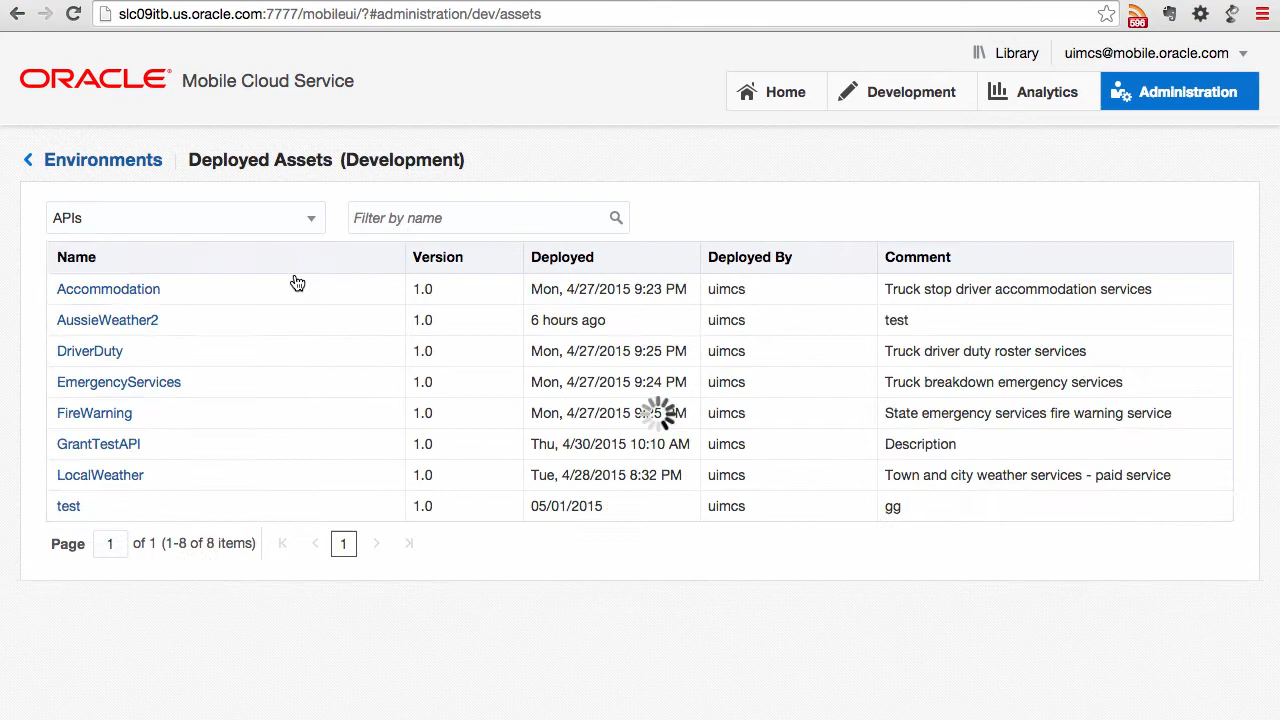 slc09itb.us.oracle.com:7777/mobileui/?#administration/dev/assets
596
Library
uimcs@mobile.oracle.com
ORACLE Mobile Cloud Service
Home
Development
Analytics
Administration
Environments
Deployed Assets (Development)
APIs
Filter by name
Name Version Deployed Deployed By Comment
Accommodation 1.0 Mon, 4/27/2015 9:23 PM uimcs Truck stop driver accommodation services
AussieWeather2 1.0 6 hours ago uimcs test
DriverDuty 1.0 Mon, 4/27/2015 9:25 PM uimcs Truck driver duty roster services
EmergencyServices 1.0 Mon, 4/27/2015 9:24 PM uimcs Truck breakdown emergency services
FireWarning 1.0 Mon, 4/27/2015 uimcs State emergency services fire warning service
GrantTestAPI 1.0 Thu, 4/30/2015 10:10 AM uimcs Description
LocalWeather 1.0 Tue, 4/28/2015 8:32 PM uimcs Town and city weather services - paid service
test 1.0 05/01/2015 uimcs gg
Page 1 of 1 (1-8 of 8 items) 1